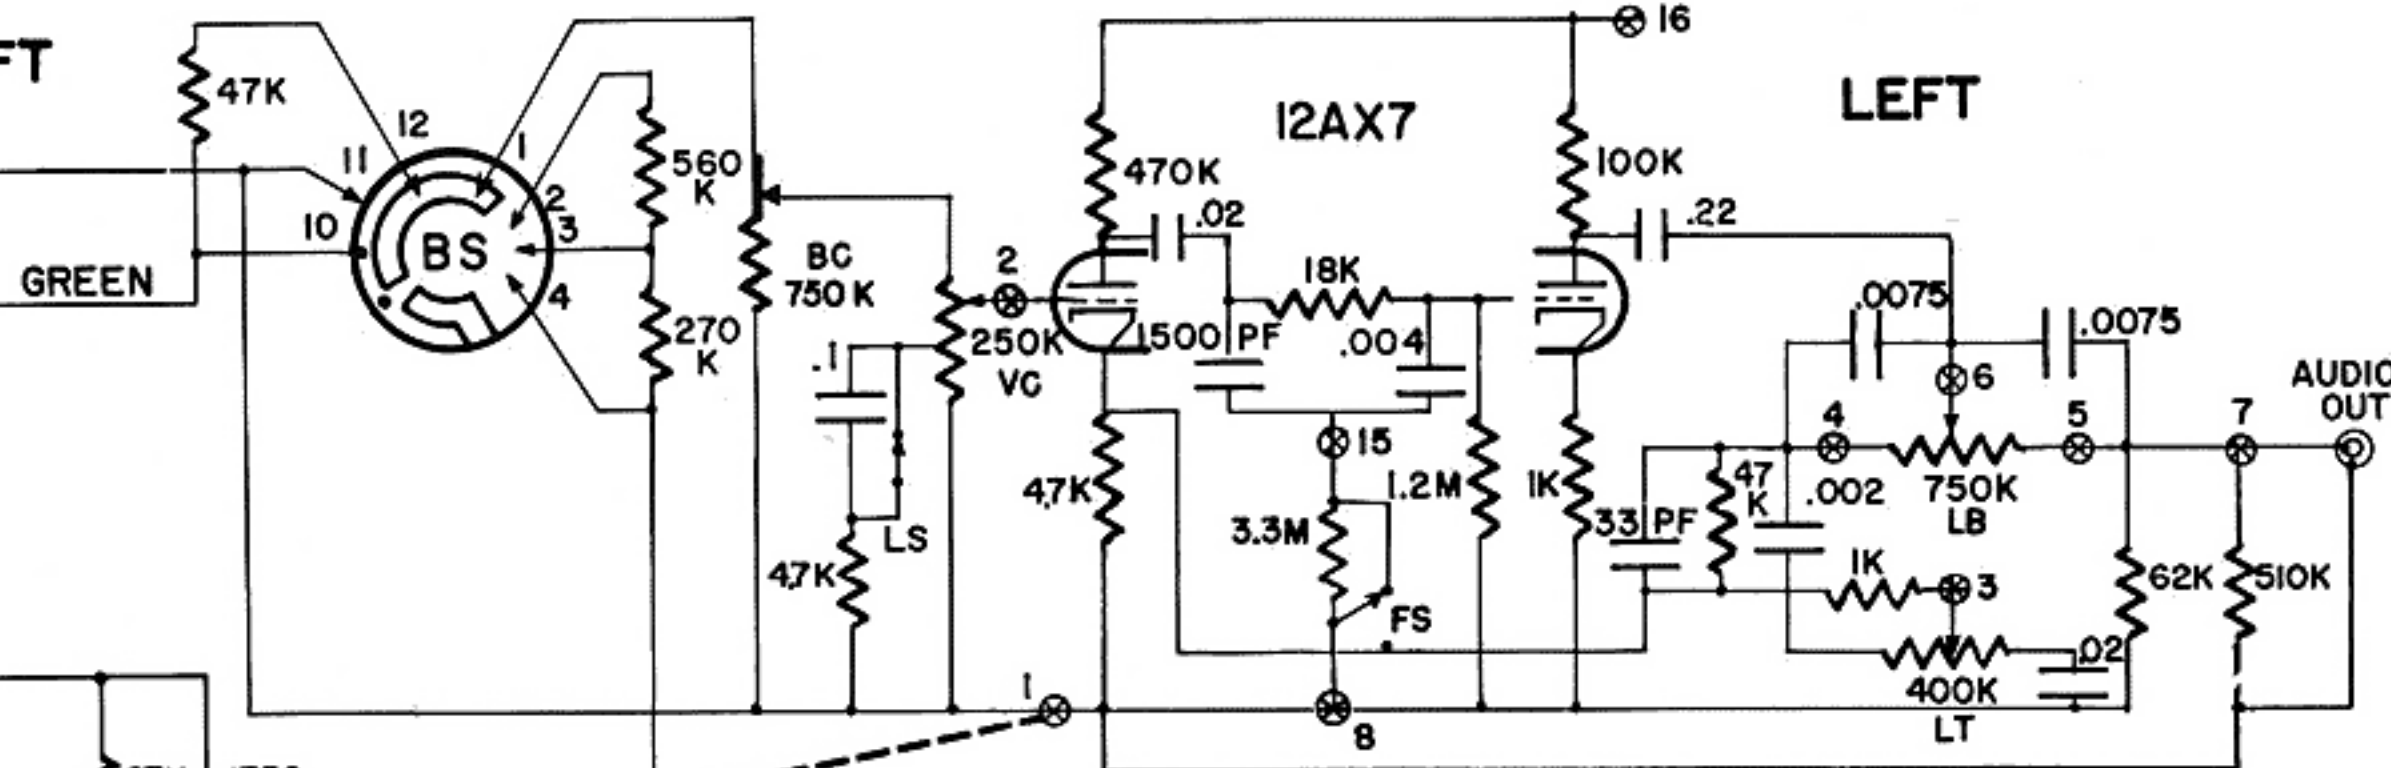 FT
47K
12
11
10
GREEN
BS
1
2
3
4
560
K
270
K
BC
750K
.1
LS
47K
2
250K
VC
1
16
12AX7
LEFT
470K
.02
18K
1500 PF
.004
15
47K
3.3M
FS
8
1.2M
1K
100K
.22
33 PF
47
K
.002
.0075
.0075
6
4
5
7
750K
LB
1K
3
400K
LT
.02
62K
510K
AUDIO
OUT